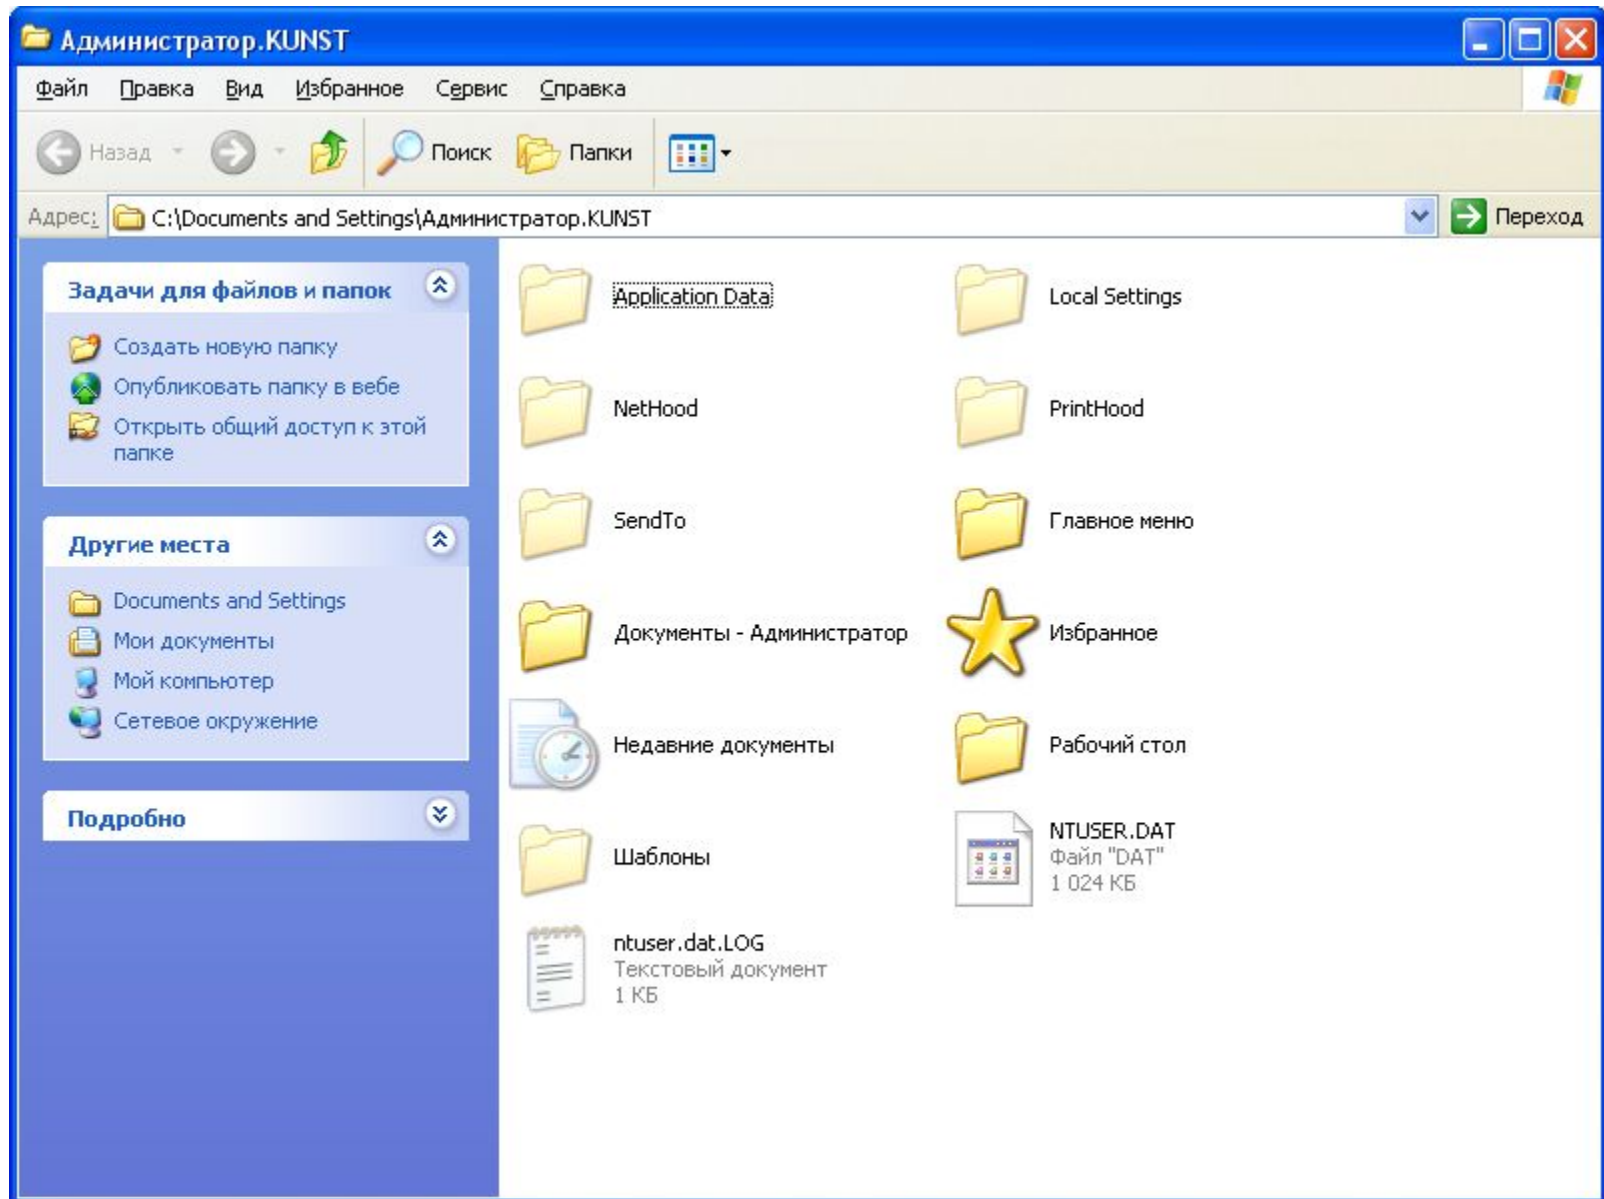 Администратор.KUNST
Файл Правка Вид Избранное Сервис Справка
Назад Поиск Папки
Адрес: C:\Documents and Settings\Администратор.KUNST Переход
Задачи для файлов и папок
Создать новую папку
Опубликовать папку в вебе
Открыть общий доступ к этой
папке
Другие места
Documents and Settings
Мои документы
Мой компьютер
Сетевое окружение
Подробно
Application Data Local Settings
NetHood PrintHood
SendTo Главное меню
Документы - Администратор Избранное
Недавние документы Рабочий стол
Шаблоны
NTUSER.DAT
Файл "DAT"
1 024 КБ
ntuser.dat.LOG
Текстовый документ
1 КБ